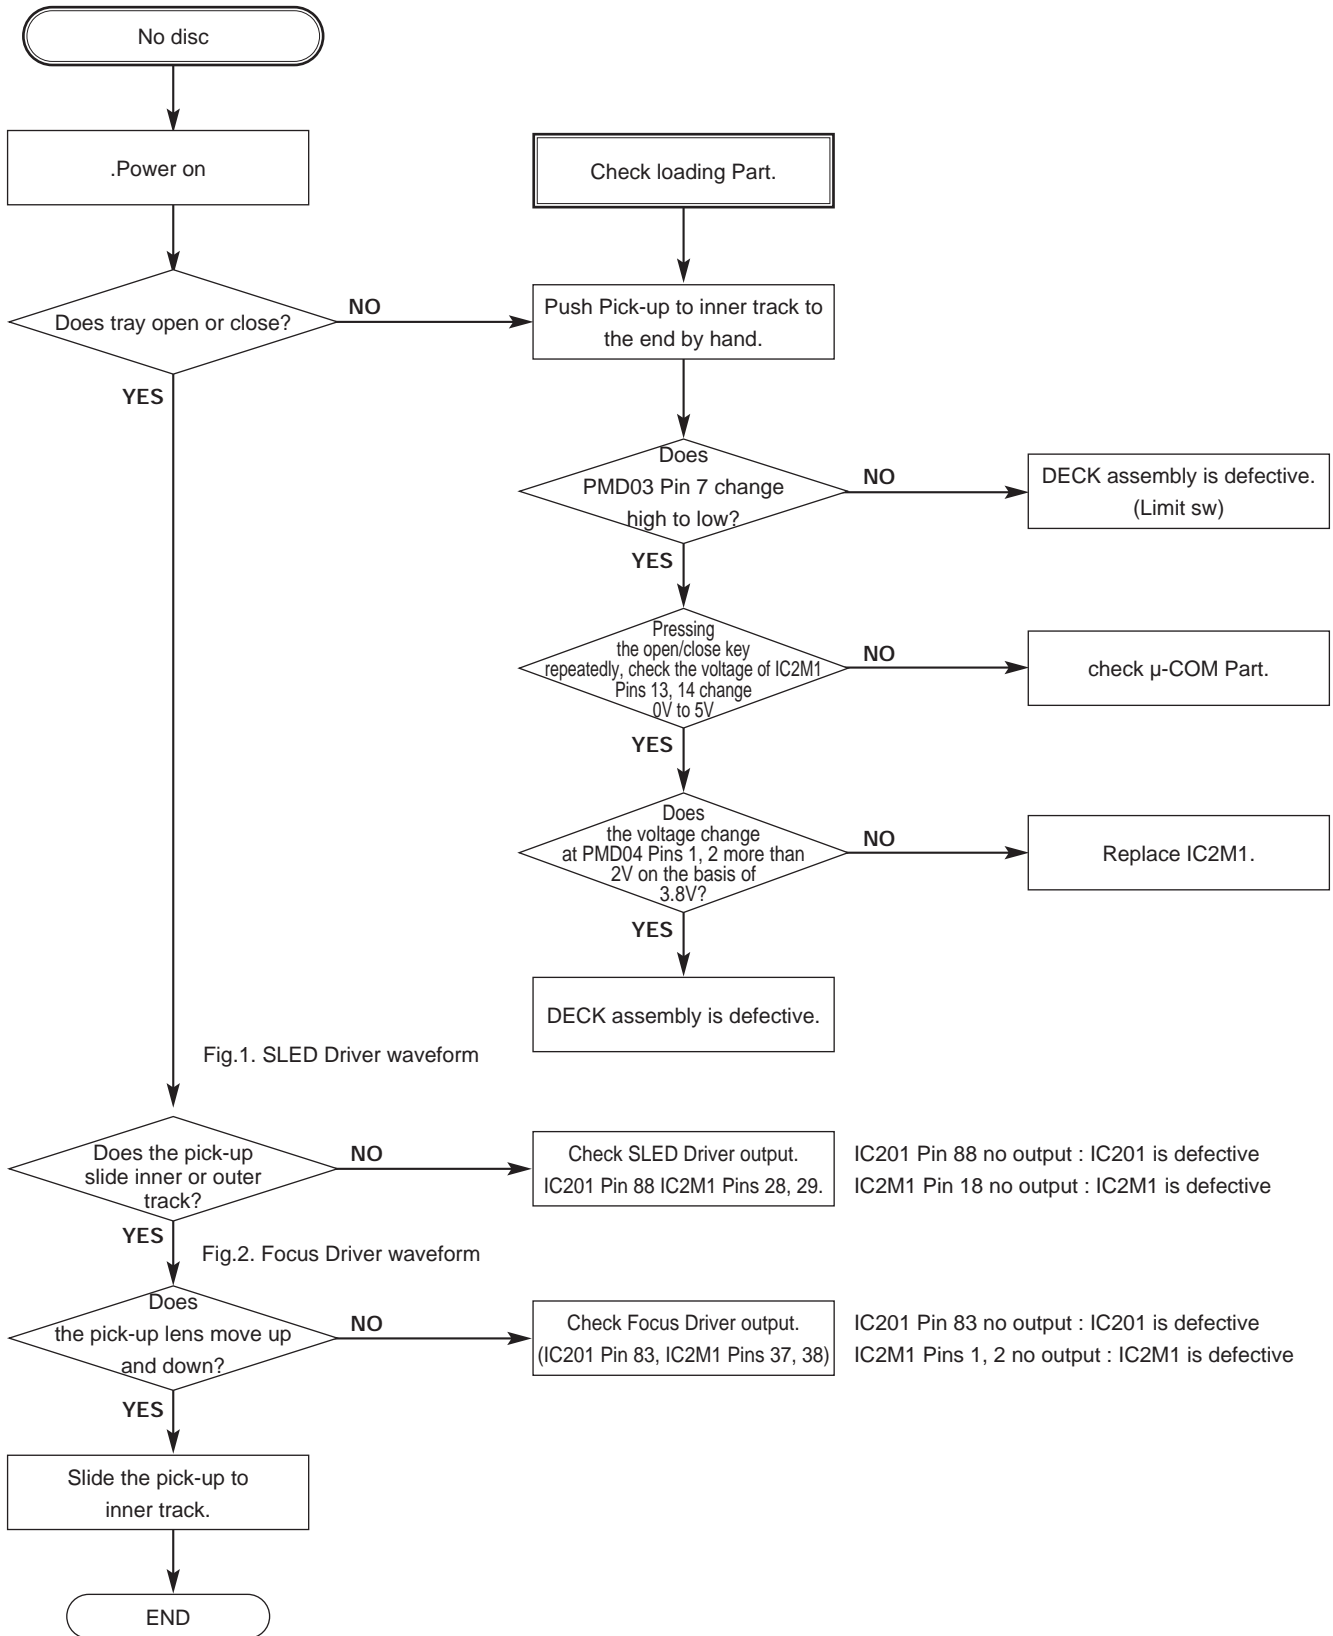 No disc
.Power on
Does tray open or close?
NO
YES
Check loading Part.
Push Pick-up to inner track to
the end by hand.
Does
PMD03 Pin 7 change
high to low?
NO
DECK assembly is defective.
(Limit sw)
YES
Pressing
the open/close key
repeatedly, check the voltage of IC2M1
Pins 13, 14 change
0V to 5V
NO
check µ-COM Part.
YES
Does
the voltage change
at PMD04 Pins 1, 2 more than
2V on the basis of
3.8V?
NO
Replace IC2M1.
YES
DECK assembly is defective.
Fig.1. SLED Driver waveform
Does the pick-up
slide inner or outer
track?
NO
Check SLED Driver output.
IC201 Pin 88 IC2M1 Pins 28, 29.
IC201 Pin 88 no output : IC201 is defective
IC2M1 Pin 18 no output : IC2M1 is defective
YES
Fig.2. Focus Driver waveform
Does
the pick-up lens move up
and down?
NO
Check Focus Driver output.
(IC201 Pin 83, IC2M1 Pins 37, 38)
IC201 Pin 83 no output : IC201 is defective
IC2M1 Pins 1, 2 no output : IC2M1 is defective
YES
Slide the pick-up to
inner track.
END